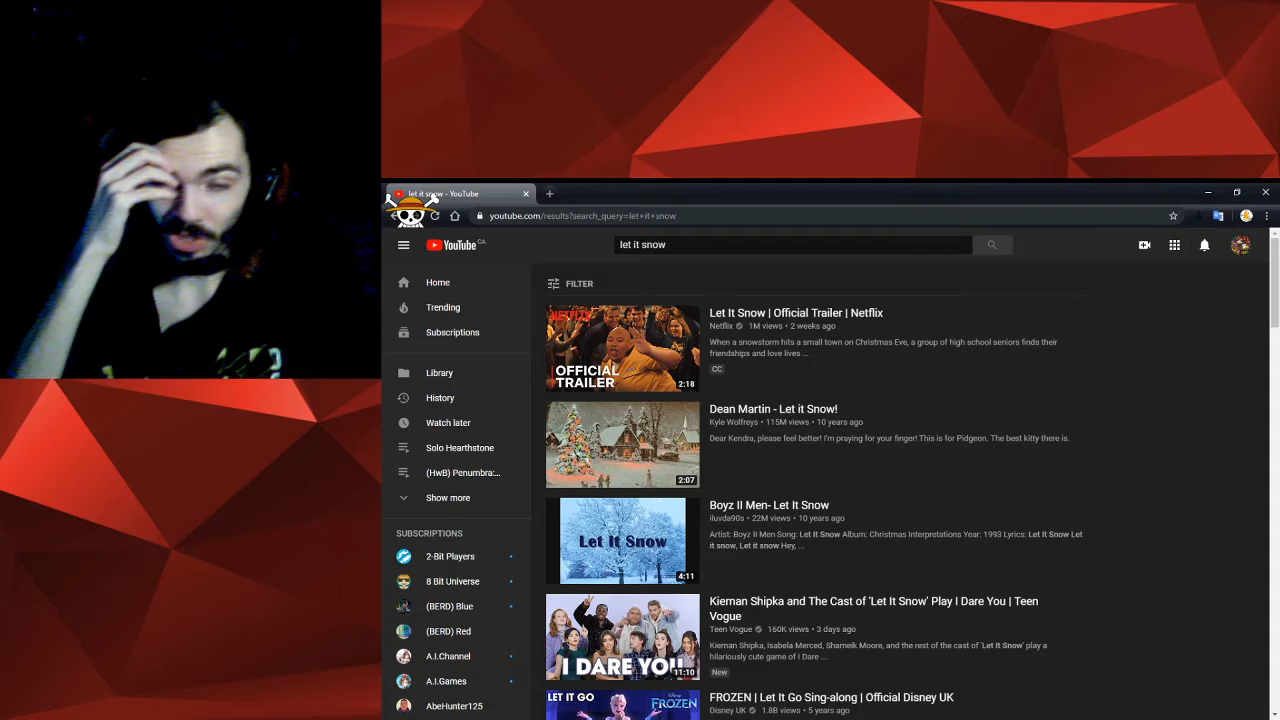 let it snow - YouTube
youtube.com/results?search_query=let+it+snow
YouTube CA
let it snow
Home
Trending
Subscriptions
Library
History
Watch later
Solo Hearthstone
(HwB) Penumbra:...
Show more
SUBSCRIPTIONS
2-Bit Players
8 Bit Universe
(BERD) Blue
(BERD) Red
A.I.Channel
A.I.Games
AbeHunter125
FILTER
NETFLIX
OFFICIAL
TRAILER
2:18
Let It Snow | Official Trailer | Netflix
Netflix 1M views • 2 weeks ago
When a snowstorm hits a small town on Christmas Eve, a group of high school seniors finds their
friendships and love lives ...
CC
2:07
Dean Martin - Let it Snow!
Kyle Wolfreys • 115M views • 10 years ago
Dear Kendra, please feel better! I'm praying for your finger! This is for Pidgeon. The best kitty there is.
Let It Snow
4:11
Boyz II Men- Let It Snow
iluvda90s • 22M views • 10 years ago
Artist: Boyz II Men Song: Let It Snow Album: Christmas Interpretations Year: 1993 Lyrics: Let It Snow Let
it snow, Let it snow Hey, ...
I DARE YOU
11:10
Kiernan Shipka and The Cast of 'Let It Snow' Play I Dare You | Teen
Vogue
Teen Vogue 160K views • 3 days ago
Kiernan Shipka, Isabela Merced, Shameik Moore, and the rest of the cast of 'Let It Snow' play a
hilariously cute game of I Dare ...
New
LET IT GO
Disney
FROZEN
FROZEN | Let It Go Sing-along | Official Disney UK
Disney UK 1.8B views • 5 years ago